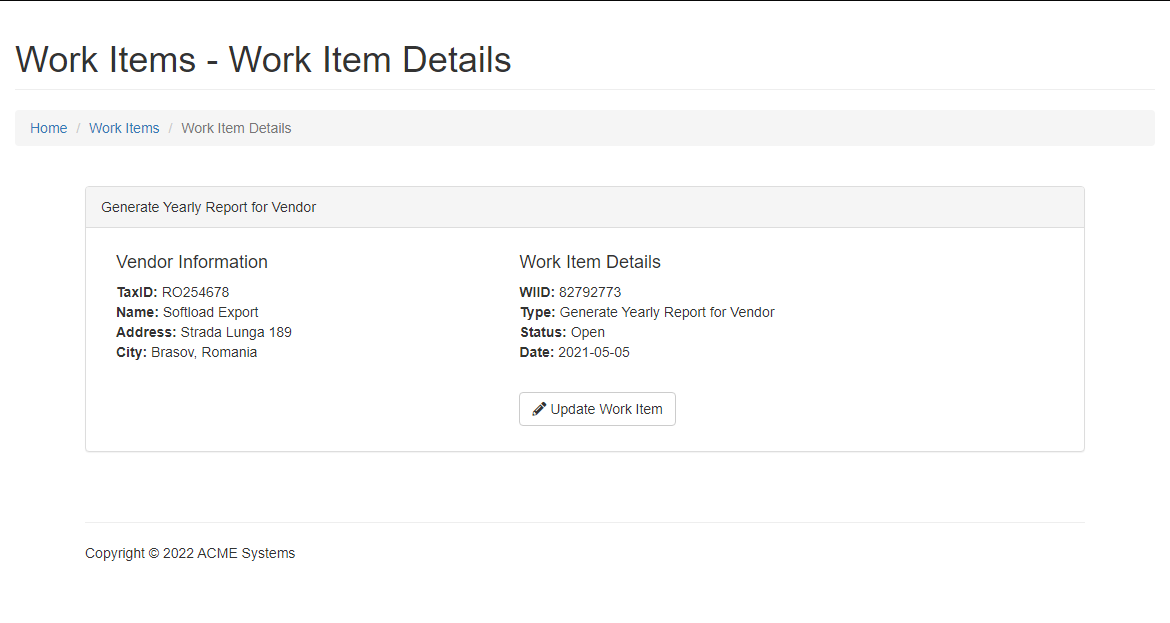 Work Items - Work Item Details
Home / Work Items / Work Item Details
Generate Yearly Report for Vendor
Vendor Information
TaxID: RO254678
Name: Softload Export
Address: Strada Lunga 189
City: Brasov, Romania
Work Item Details
WIID: 82792773
Type: Generate Yearly Report for Vendor
Status: Open
Date: 2021-05-05
Update Work Item
Copyright © 2022 ACME Systems